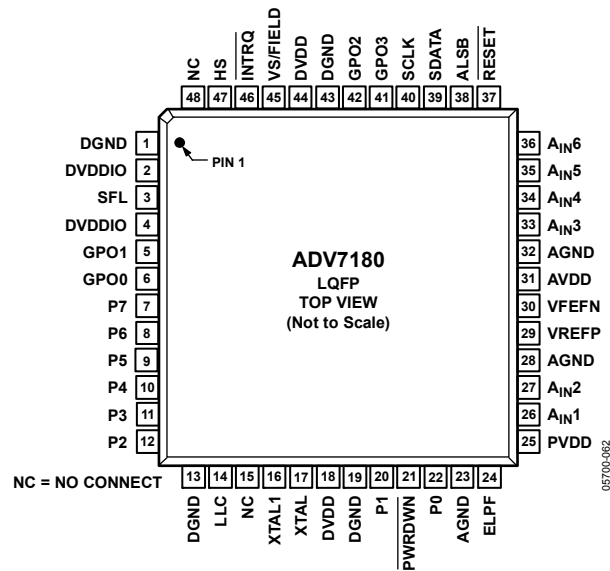 NC
HS
INTRQ
VS/FIELD
DVDD
DGND
GPO2
GPO3
SCLK
SDATA
ALSB
RESET
48 47 46 45 44 43 42 41 40 39 38 37
DGND 1
DVDDIO 2
SFL 3
DVDDIO 4
GPO1 5
GPO0 6
P7 7
P6 8
P5 9
P4 10
P3 11
P2 12
PIN 1
ADV7180
LQFP
TOP VIEW
(Not to Scale)
36 AIN6
35 AIN5
34 AIN4
33 AIN3
32 AGND
31 AVDD
30 VFEFN
29 VREFP
28 AGND
27 AIN2
26 AIN1
25 PVDD
NC = NO CONNECT
13 14 15 16 17 18 19 20 21 22 23 24
DGND
LLC
NC
XTAL1
XTAL
DVDD
DGND
P1
PWRDWN
P0
AGND
ELPF
05700-062